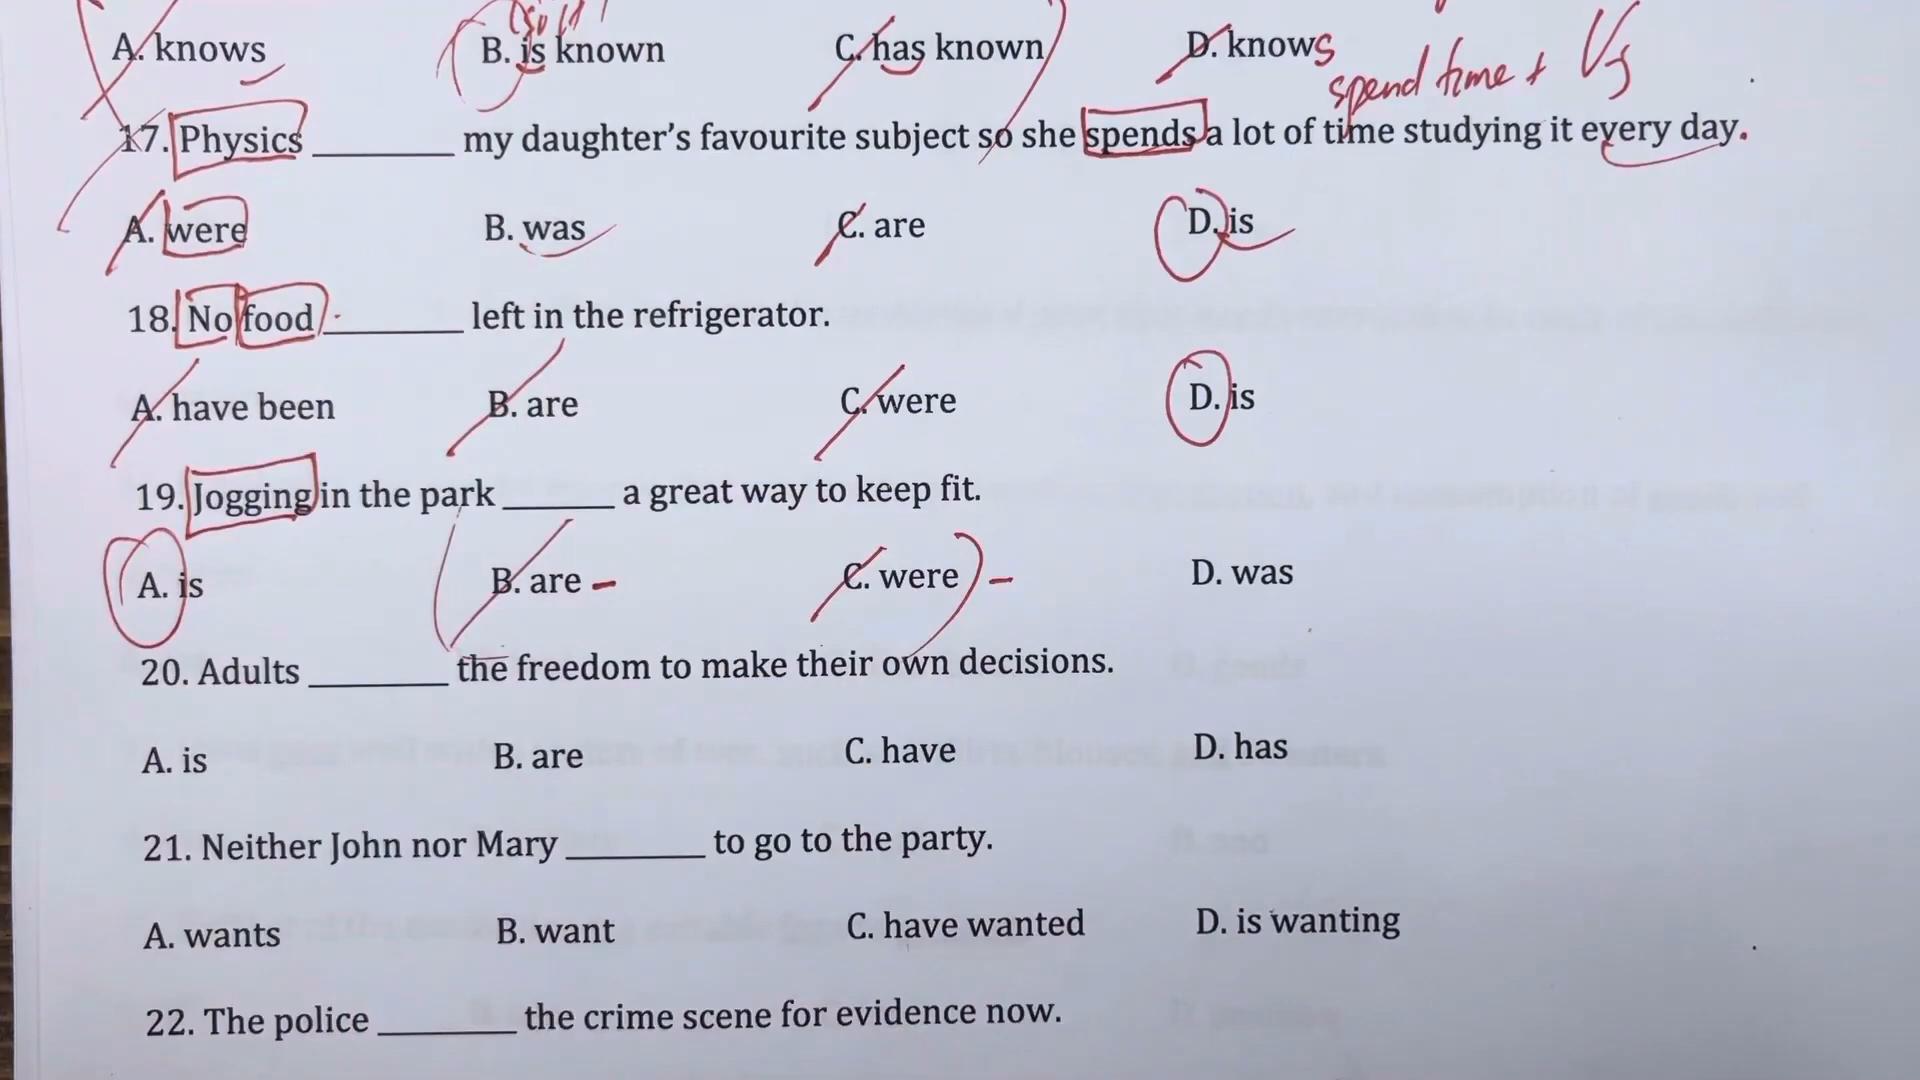 A. knows B. is known C. has known D. knows
spend time + Vg
17. Physics ________ my daughter's favourite subject so she spends a lot of time studying it every day.
A. were B. was C. are D. is
18. No food ________ left in the refrigerator.
A. have been B. are C. were D. is
19. Jogging in the park ______ a great way to keep fit.
A. is B. are C. were D. was
20. Adults ________ the freedom to make their own decisions.
A. is B. are C. have D. has
21. Neither John nor Mary ________ to go to the party.
A. wants B. want C. have wanted D. is wanting
22. The police ________ the crime scene for evidence now.